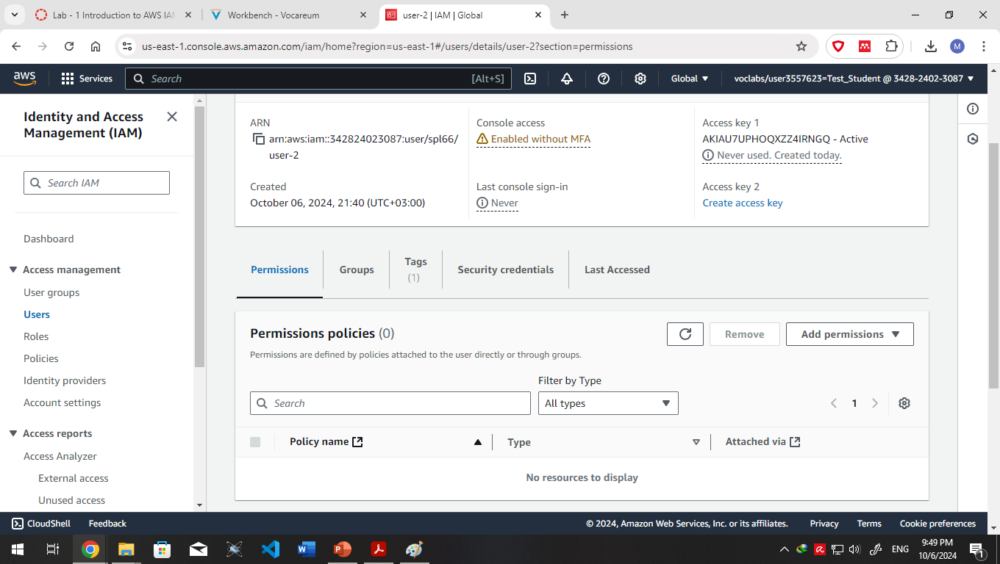 Lab - 1 Introduction to AWS IAM
Workbench - Vocareum
user-2 | IAM | Global
us-east-1.console.aws.amazon.com/iam/home?region=us-east-1#/users/details/user-2?section=permissions
M
aws
Services
Search
[Alt+S]
Global
voclabs/user3557623=Test_Student @ 3428-2402-3087
Identity and Access
Management (IAM)
Search IAM
Dashboard
Access management
User groups
Users
Roles
Policies
Identity providers
Account settings
Access reports
Access Analyzer
External access
Unused access
ARN
arn:aws:iam::342824023087:user/spl66/
user-2
Created
October 06, 2024, 21:40 (UTC+03:00)
Console access
Enabled without MFA
Last console sign-in
Never
Access key 1
AKIAU7UPHOQXZZ4IRNGQ - Active
Never used. Created today.
Access key 2
Create access key
Permissions
Groups
Tags
(1)
Security credentials
Last Accessed
Permissions policies (0)
Permissions are defined by policies attached to the user directly or through groups.
Remove
Add permissions
Filter by Type
Search
All types
1
Policy name
Type
Attached via
No resources to display
CloudShell
Feedback
© 2024, Amazon Web Services, Inc. or its affiliates.
Privacy
Terms
Cookie preferences
ENG
9:49 PM
10/6/2024
1